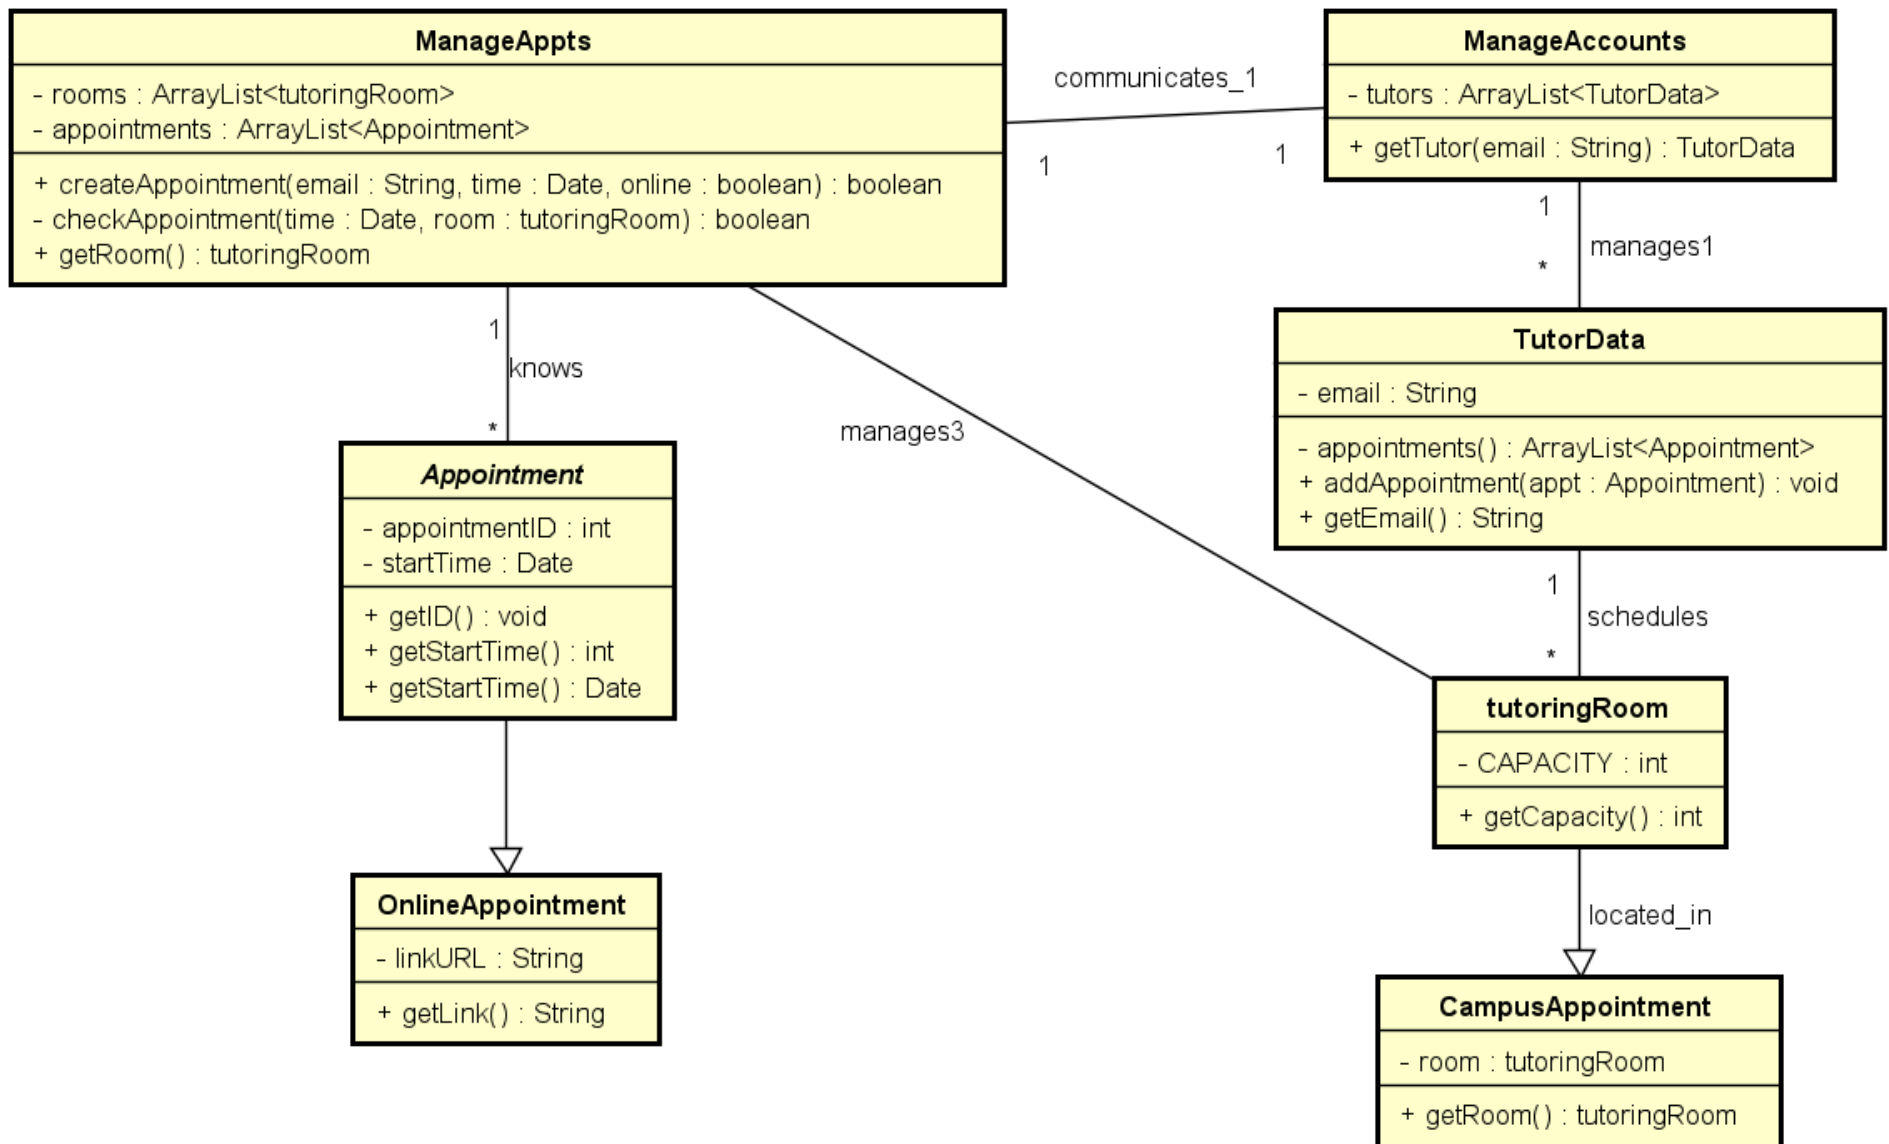 ManageAppts
- rooms : ArrayList<tutoringRoom>
- appointments : ArrayList<Appointment>
+ createAppointment(email : String, time : Date, online : boolean) : boolean
- checkAppointment(time : Date, room : tutoringRoom) : boolean
+ getRoom() : tutoringRoom
communicates_1
1
1
ManageAccounts
- tutors : ArrayList<TutorData>
+ getTutor(email : String) : TutorData
1
manages1
*
1
knows
*
manages3
TutorData
- email : String
- appointments() : ArrayList<Appointment>
+ addAppointment(appt : Appointment) : void
+ getEmail() : String
Appointment
- appointmentID : int
- startTime : Date
+ getID() : void
+ getStartTime() : int
+ getStartTime() : Date
1
schedules
*
tutoringRoom
- CAPACITY : int
+ getCapacity() : int
OnlineAppointment
- linkURL : String
+ getLink() : String
located_in
CampusAppointment
- room : tutoringRoom
+ getRoom() : tutoringRoom